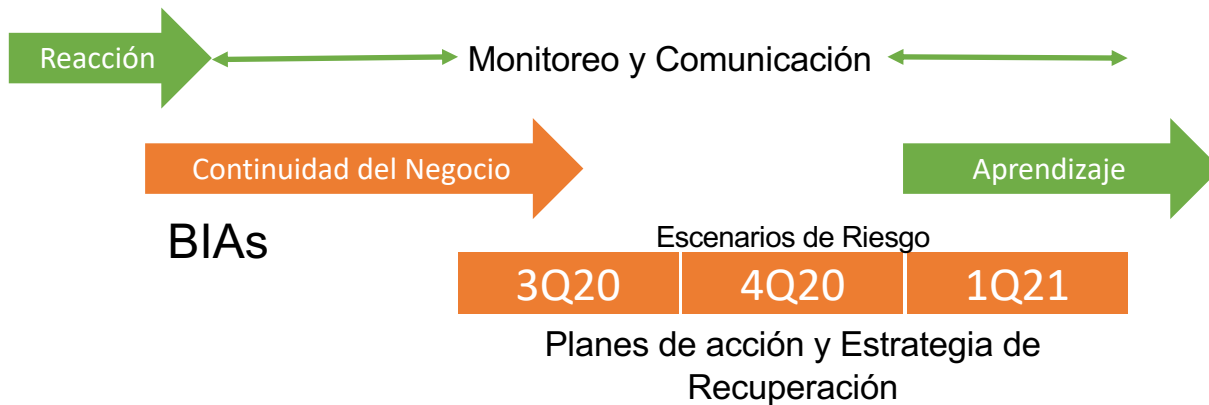 Reacción
Monitoreo y Comunicación
Continuidad del Negocio
Aprendizaje
BIAs
Escenarios de Riesgo
3Q20
4Q20
1Q21
Planes de acción y Estrategia de
Recuperación